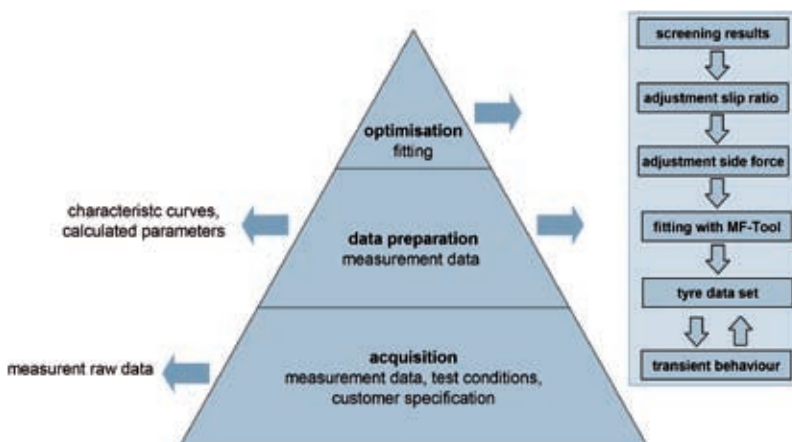 optimisation
fitting
characteristc curves,
calculated parameters
data preparation
measurement data
measurent raw data
acquisition
measurement data, test conditions,
customer specification
screening results
adjustment slip ratio
adjustment side force
fitting with MF-Tool
tyre data set
transient behaviour